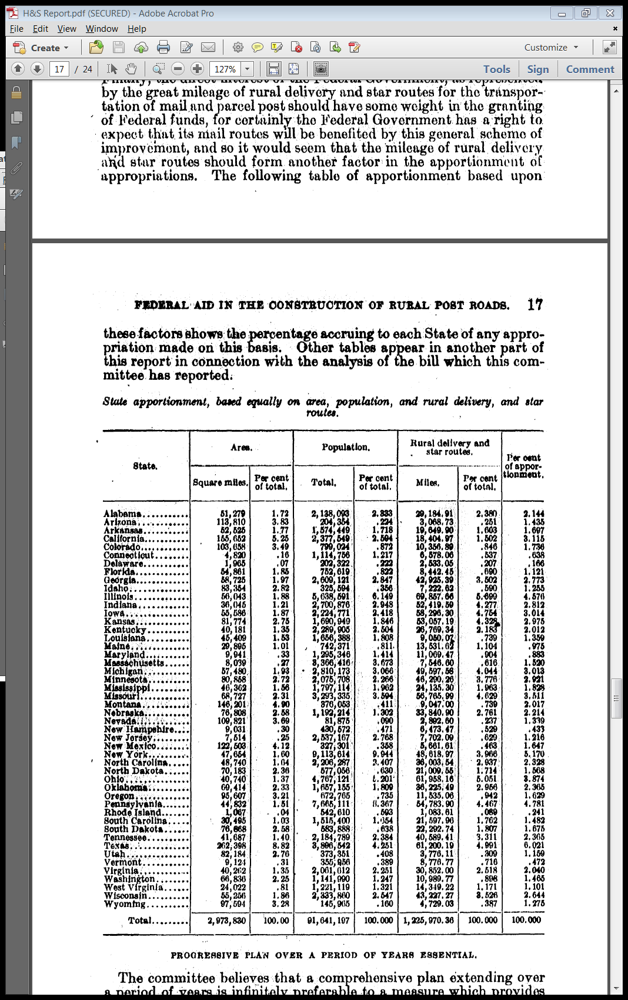 H&S Report.pdf (SECURED) - Adobe Acrobat Pro
File Edit View Window Help
Create Customize
17 / 24 127% Tools Sign Comment
Finally, the direct interest of the Federal Government, as represented
by the great mileage of rural delivery and star routes for the transpor-
tation of mail and parcel post should have some weight in the granting
of Federal funds, for certainly the Federal Government has a right to
expect that its mail routes will be benefited by this general scheme of
improvement, and so it would seem that the mileage of rural delivery
and star routes should form another factor in the apportionment of
appropriations. The following table of apportionment based upon
FEDERAL AID IN THE CONSTRUCTION OF RURAL POST ROADS. 17
these factors shows the percentage accruing to each State of any appro-
priation made on this basis. Other tables appear in another part of
this report in connection with the analysis of the bill which this com-
mittee has reported.
State apportionment, based equally on area, population, and rural delivery, and star
routes.
State. Area. Population. Rural delivery and star routes. Per cent of apportionment.
Square miles. Per cent of total. Total. Per cent of total. Miles. Per cent of total.
Alabama 51,279 1.72 2,138,093 2.333 29,184.91 2.380 2.144
Arizona 113,810 3.83 204,354 .224 3,068.73 .251 1.435
Arkansas 52,525 1.77 1,574,449 1.718 19,649.90 1.603 1.697
California 155,652 5.25 2,377,549 2.594 18,404.97 1.502 3.115
Colorado 103,658 3.49 799,024 .872 10,356.89 .846 1.736
Connecticut 4,820 .16 1,114,756 1.217 6,578.06 .537 .638
Delaware 1,965 .07 202,322 .222 2,533.05 .207 .166
Florida 54,861 1.85 752,619 .822 8,442.45 .690 1.121
Georgia 58,725 1.97 2,609,121 2.847 42,925.39 3.502 2.773
Idaho 83,354 2.82 325,594 .356 7,222.62 .590 1.255
Illinois 56,043 1.88 5,638,591 6.149 69,857.66 5.699 4.576
Indiana 36,045 1.21 2,700,876 2.948 52,419.59 4.277 2.812
Iowa 55,586 1.87 2,224,771 2.418 58,296.30 4.754 3.014
Kansas 81,774 2.75 1,690,949 1.846 53,057.19 4.328 2.975
Kentucky 40,181 1.35 2,289,905 2.504 26,769.34 2.183 2.012
Louisiana 45,409 1.53 1,656,388 1.808 9,050.07 .739 1.359
Maine 29,895 1.01 742,371 .811 13,531.62 1.104 .975
Maryland 9,941 .33 1,295,346 1.414 11,069.47 .904 .883
Massachusetts 8,039 .27 3,366,416 3.673 7,546.60 .616 1.520
Michigan 57,480 1.93 2,810,173 3.066 49,597.58 4.044 3.013
Minnesota 80,858 2.72 2,075,708 2.266 46,290.26 3.776 2.921
Mississippi 46,362 1.56 1,797,114 1.962 24,135.30 1.963 1.828
Missouri 68,727 2.31 3,293,335 3.594 56,765.99 4.629 3.511
Montana 146,201 4.90 376,053 .411 9,047.00 .739 2.017
Nebraska 76,808 2.58 1,192,214 1.302 33,840.90 2.761 2.214
Nevada 109,821 3.69 81,875 .090 2,892.60 .237 1.339
New Hampshire 9,031 .30 430,572 .471 6,473.47 .529 .433
New Jersey 7,514 .25 2,537,167 2.768 7,702.09 .629 1.216
New Mexico 122,503 4.12 327,301 .358 5,661.61 .463 1.647
New York 47,654 1.60 9,113,614 9.944 48,618.97 3.966 5.170
North Carolina 48,740 1.64 2,206,287 2.407 36,003.54 2.937 2.328
North Dakota 70,183 2.36 577,056 .630 21,009.55 1.714 1.568
Ohio 40,740 1.37 4,767,121 5.201 61,958.16 5.051 3.874
Oklahoma 69,414 2.33 1,657,155 1.809 36,225.49 2.956 2.365
Oregon 95,607 3.21 672,765 .735 11,535.06 .942 1.629
Pennsylvania 44,832 1.51 7,665,111 8.367 54,783.90 4.467 4.781
Rhode Island 1,067 .04 542,610 .593 1,083.61 .089 .241
South Carolina 30,495 1.03 1,515,400 1.654 21,597.96 1.762 1.482
South Dakota 76,868 2.58 583,888 .638 22,292.74 1.807 1.675
Tennessee 41,687 1.40 2,184,789 2.384 40,589.41 3.311 2.365
Texas 262,398 8.82 3,896,542 4.251 61,200.19 4.991 6.021
Utah 82,184 2.76 373,351 .408 3,776.11 .309 1.159
Vermont 9,124 .31 355,956 .389 8,776.77 .716 .472
Virginia 40,262 1.35 2,061,612 2.251 30,852.00 2.518 2.040
Washington 66,836 2.25 1,141,990 1.247 10,989.77 .898 1.465
West Virginia 24,022 .81 1,221,119 1.321 14,349.22 1.171 1.101
Wisconsin 55,256 1.86 2,333,860 2.547 43,227.27 3.526 2.644
Wyoming 97,594 3.28 145,965 .160 4,729.03 .387 1.275
Total 2,973,830 100.00 91,641,197 100.000 1,225,970.36 100.000 100.000
PROGRESSIVE PLAN OVER A PERIOD OF YEARS ESSENTIAL.
The committee believes that a comprehensive plan extending over
a period of years is infinitely preferable to a measure which provides